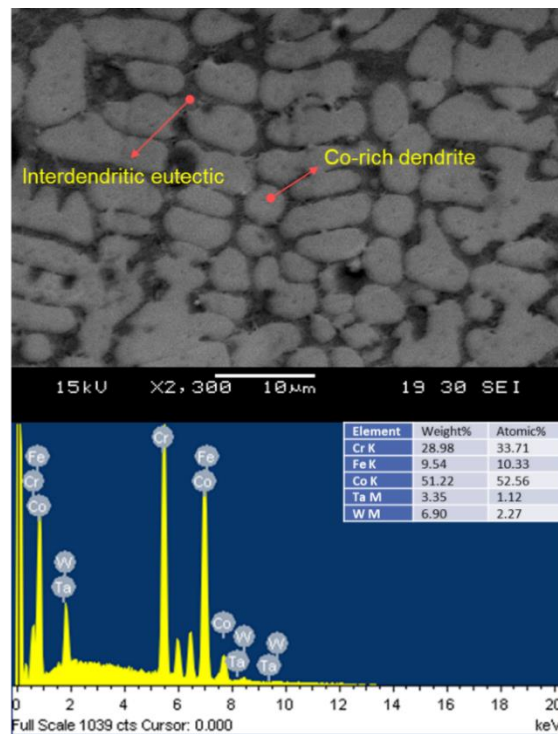 Interdendritic eutectic
Co-rich dendrite
15kV X2,300 10µm 19 30 SEI
Element Weight% Atomic%
Cr K 28.98 33.71
Fe K 9.54 10.33
Co K 51.22 52.56
Ta M 3.35 1.12
W M 6.90 2.27
Fe
Cr
Co
W
Ta
Cr
Fe
Co
Co
W
Ta
W
Ta
0 2 4 6 8 10 12 14 16 18 20
Full Scale 1039 cts Cursor: 0.000 keV